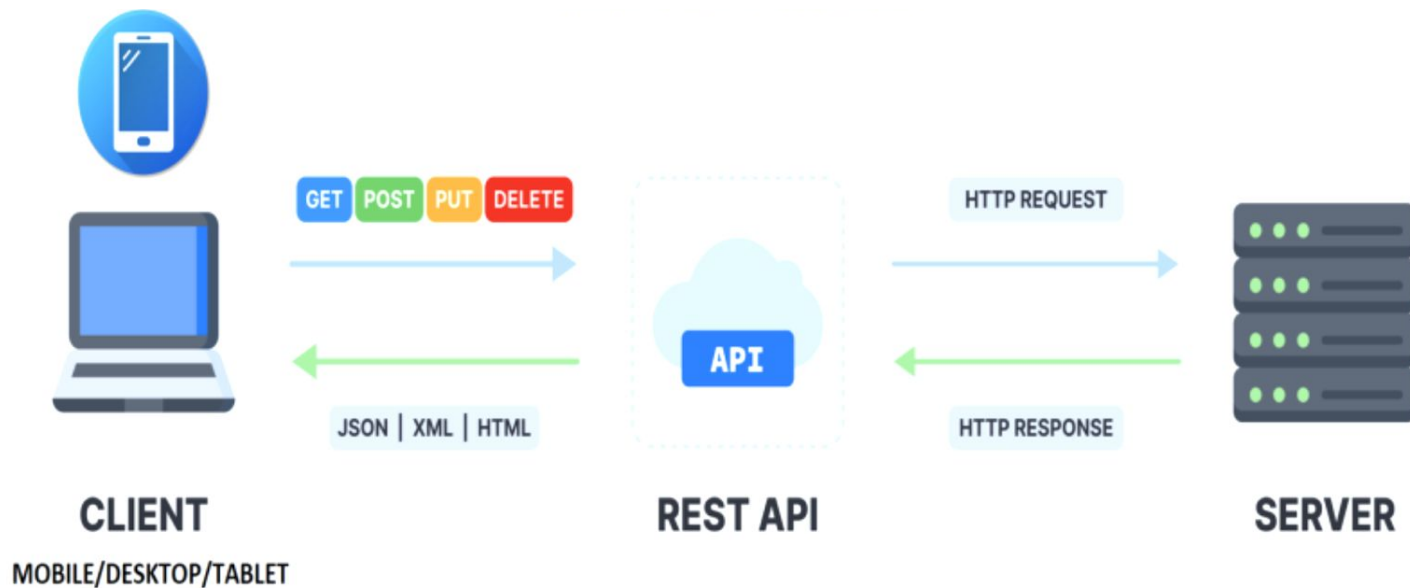 GET POST PUT DELETE
HTTP REQUEST
API
JSON | XML | HTML
HTTP RESPONSE
CLIENT
REST API
SERVER
MOBILE/DESKTOP/TABLET